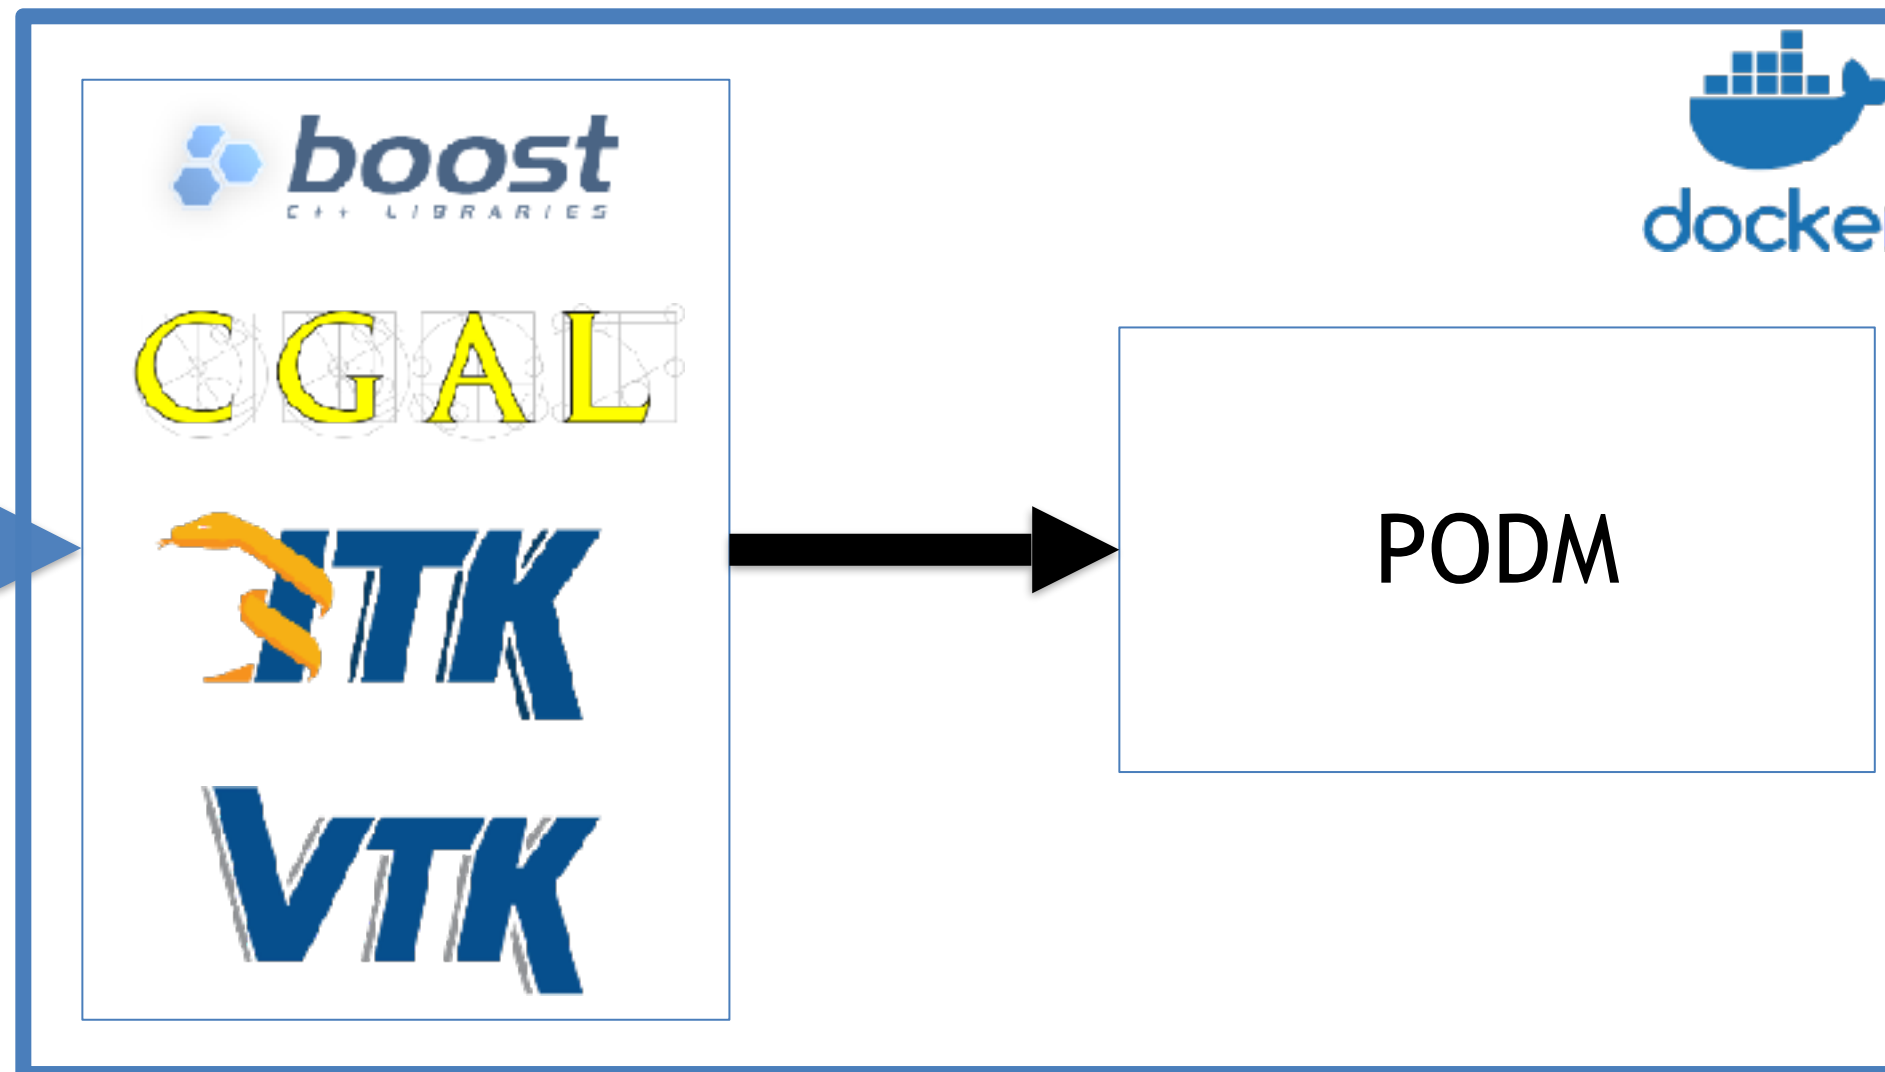 boost
C++ LIBRARIES
CGAL
ITK
VTK
docker
PODM